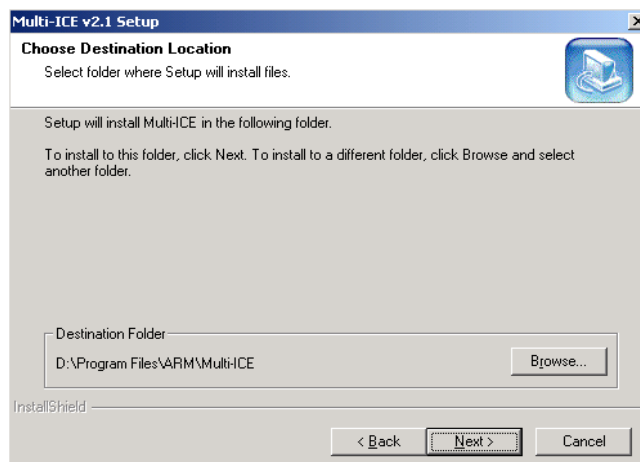 Multi-ICE v2.1 Setup
Choose Destination Location
Select folder where Setup will install files.
Setup will install Multi-ICE in the following folder.
To install to this folder, click Next. To install to a different folder, click Browse and select
another folder.
Destination Folder
D:\Program Files\ARM\Multi-ICE
Browse...
InstallShield
< Back
Next >
Cancel